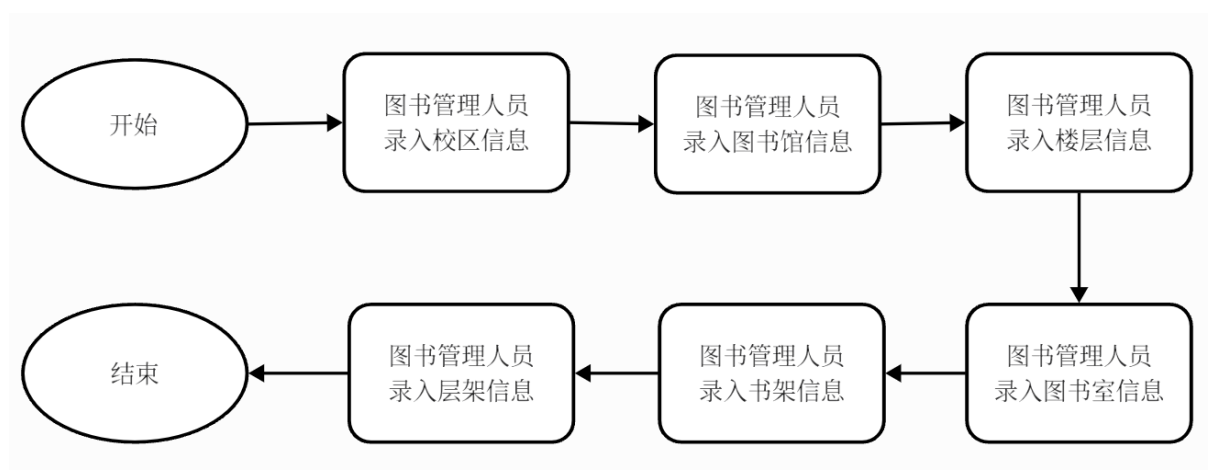 开始
图书管理人员
录入校区信息
图书管理人员
录入图书馆信息
图书管理人员
录入楼层信息
图书管理人员
录入图书室信息
图书管理人员
录入书架信息
图书管理人员
录入层架信息
结束